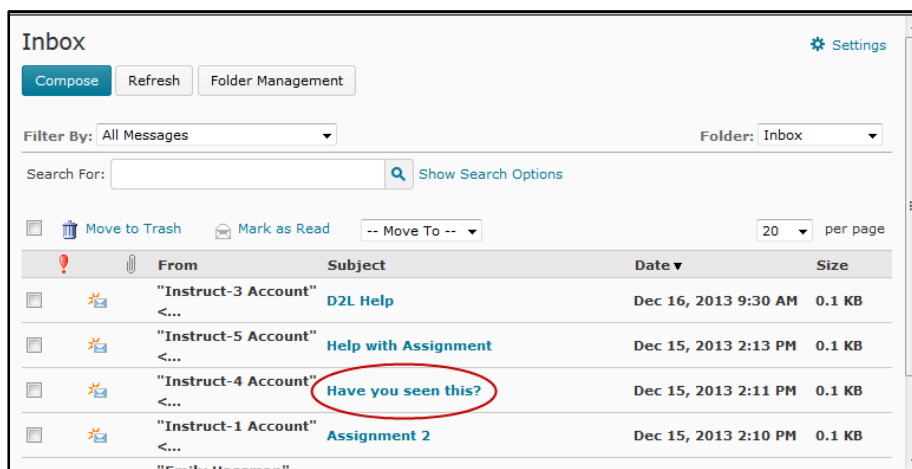 Inbox
Settings
Compose Refresh Folder Management
Filter By: All Messages Folder: Inbox
Search For: Show Search Options
Move to Trash Mark as Read -- Move To -- 20 per page
From Subject Date Size
"Instruct-3 Account"
<... D2L Help Dec 16, 2013 9:30 AM 0.1 KB
"Instruct-5 Account"
<... Help with Assignment Dec 15, 2013 2:13 PM 0.1 KB
"Instruct-4 Account"
<... Have you seen this? Dec 15, 2013 2:11 PM 0.1 KB
"Instruct-1 Account"
<... Assignment 2 Dec 15, 2013 2:10 PM 0.1 KB